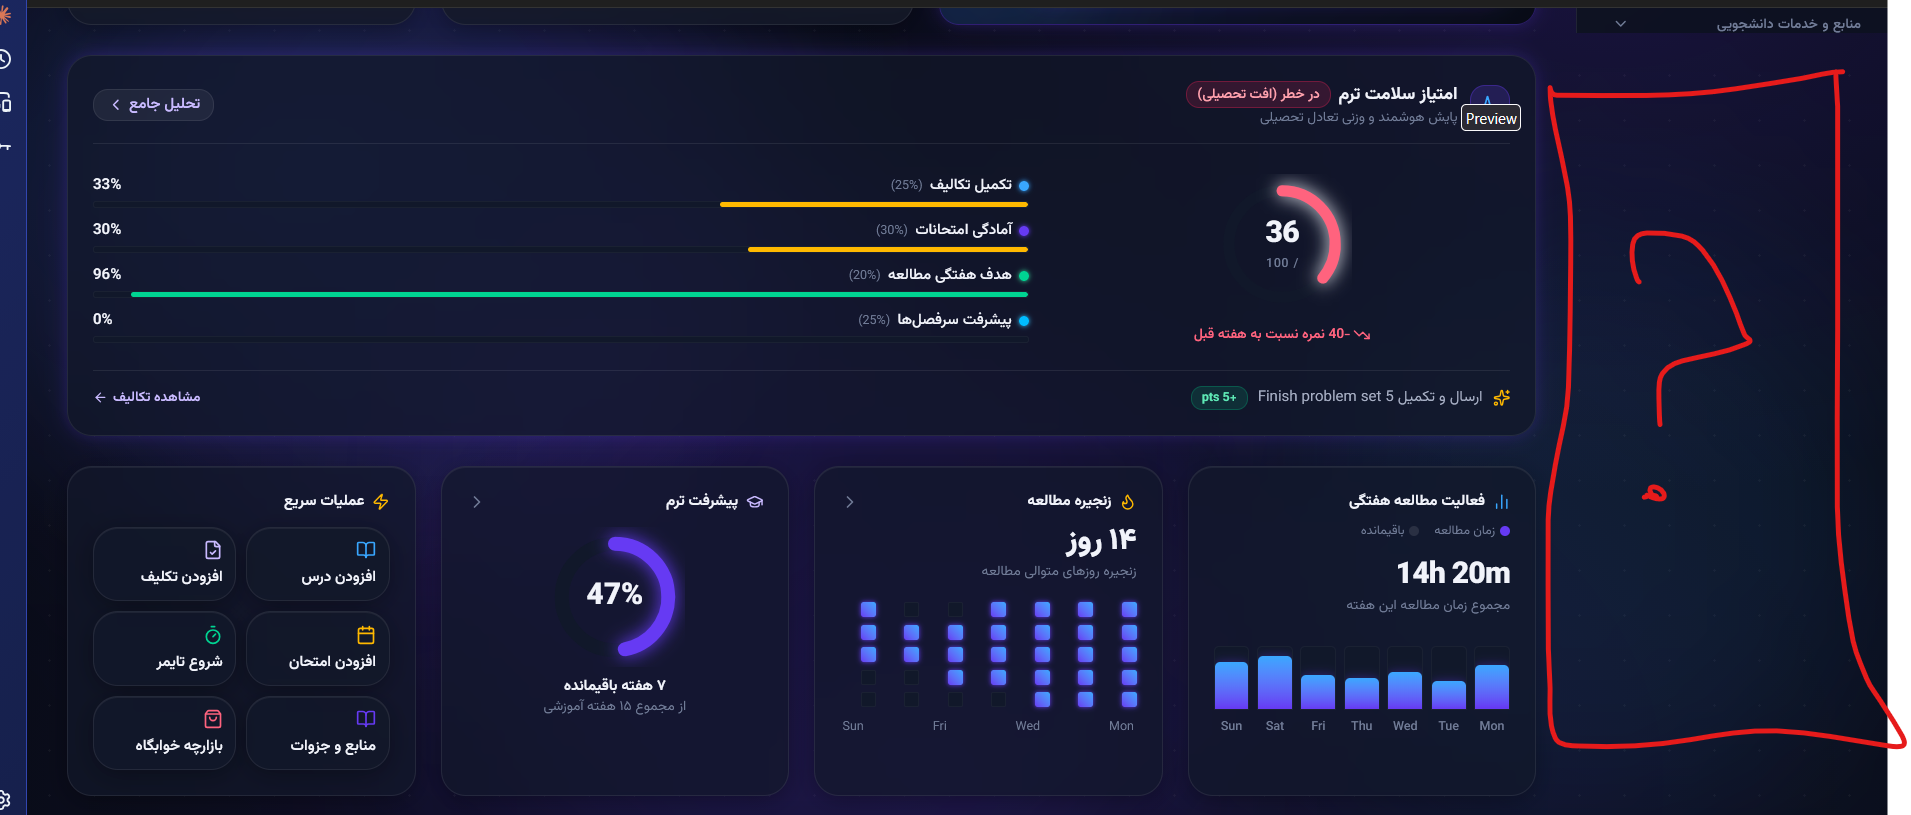 منابع و خدمات دانشجویی
امتیاز سلامت ترم
در خطر (افت تحصیلی)
پایش هوشمند و وزنی تعادل تحصیلی
Preview
تحلیل جامع
36
100 /
-40 نمره نسبت به هفته قبل
تکمیل تکالیف (25%) 33%
آمادگی امتحانات (30%) 30%
هدف هفتگی مطالعه (20%) 96%
پیشرفت سرفصل‌ها (25%) 0%
ارسال و تکمیل Finish problem set 5
pts 5+
مشاهده تکالیف
فعالیت مطالعه هفتگی
زمان مطالعه
باقیمانده
14h 20m
مجموع زمان مطالعه این هفته
Mon Tue Wed Thu Fri Sat Sun
زنجیره مطالعه
۱۴ روز
زنجیره روزهای متوالی مطالعه
Mon Wed Fri Sun
پیشرفت ترم
47%
۷ هفته باقیمانده
از مجموع ۱۵ هفته آموزشی
عملیات سریع
افزودن درس
افزودن تکلیف
افزودن امتحان
شروع تایمر
منابع و جزوات
بازارچه خوابگاه
?